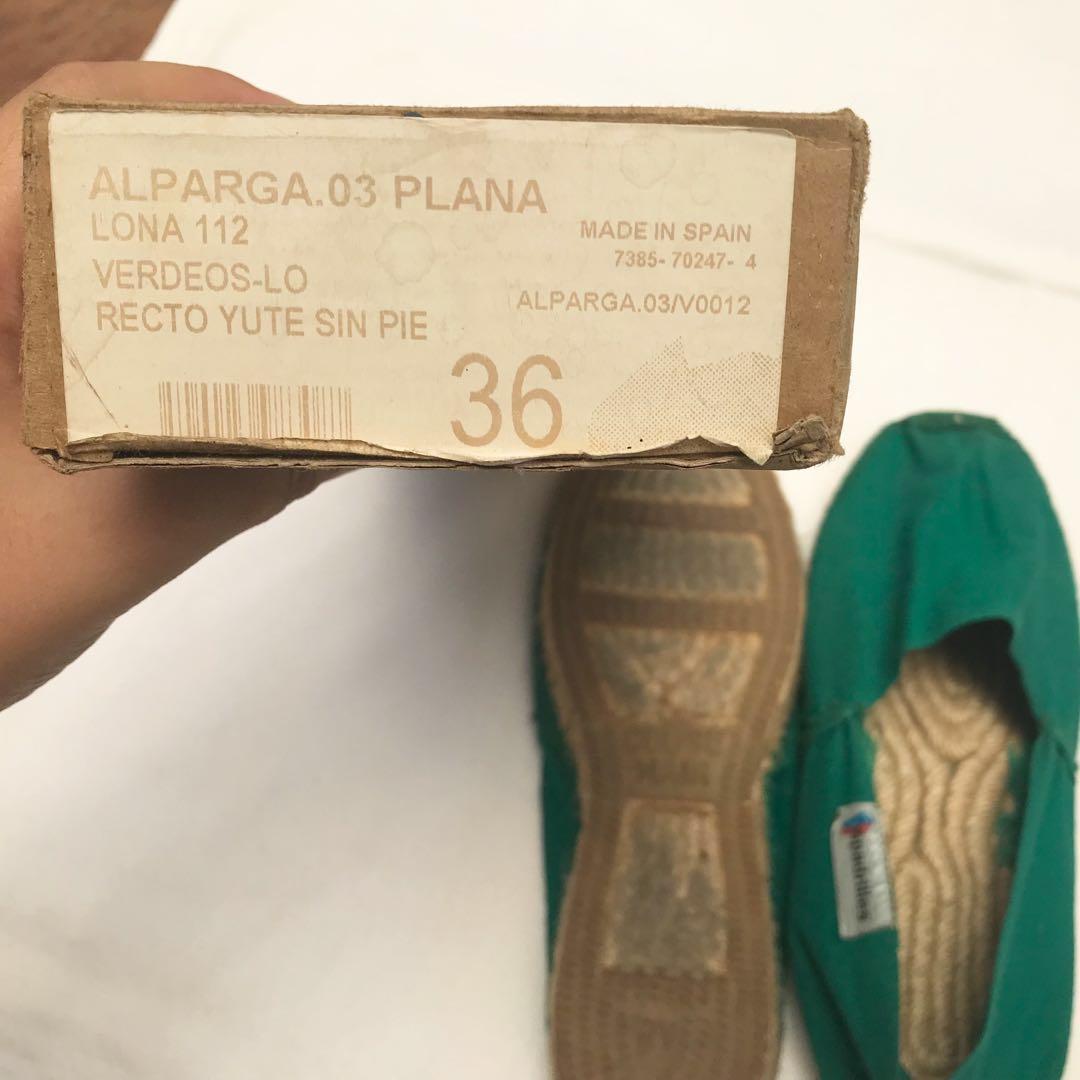 ALPARGA.03 PLANA
LONA 112
MADE IN SPAIN
VERDEOS-LO
7385- 70247- 4
RECTO YUTE SIN PIE
ALPARGA.03/V0012
36